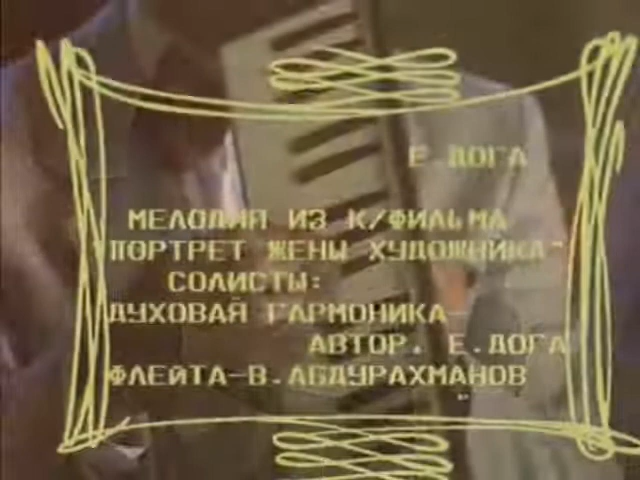 Е.ДОГА
МЕЛОДИЯ ИЗ К/ФИЛЬМА
"ПОРТРЕТ ЖЕНЫ ХУДОЖНИКА"
СОЛИСТЫ:
ДУХОВАЯ ГАРМОНИКА-
АВТОР. Е.ДОГА
ФЛЕЙТА-В.АБДУРАХМАНОВ
"